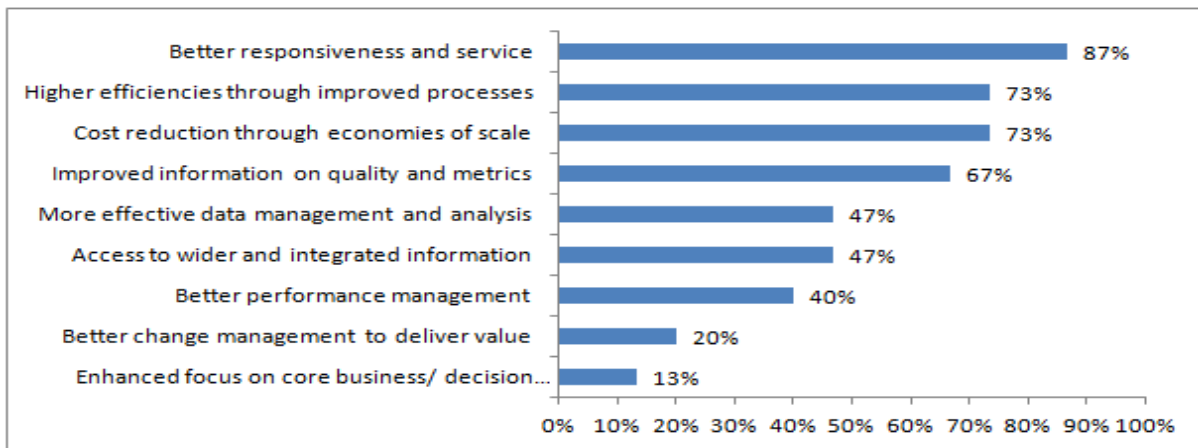 Better responsiveness and service 87%
Higher efficiencies through improved processes 73%
Cost reduction through economies of scale 73%
Improved information on quality and metrics 67%
More effective data management and analysis 47%
Access to wider and integrated information 47%
Better performance management 40%
Better change management to deliver value 20%
Enhanced focus on core business/ decision... 13%
0% 10% 20% 30% 40% 50% 60% 70% 80% 90% 100%